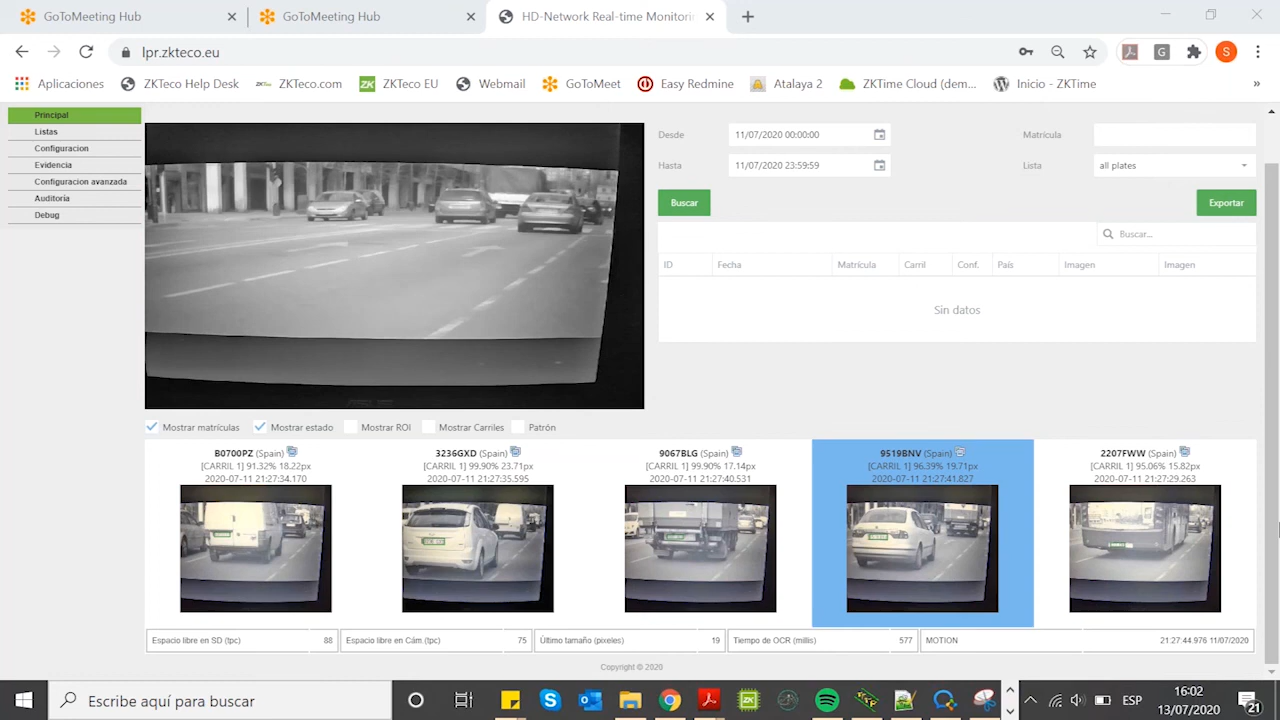 GoToMeeting Hub
GoToMeeting Hub
HD-Network Real-time Monitorin
lpr.zkteco.eu
G
S
Aplicaciones
ZKTeco Help Desk
ZKTeco.com
ZKTeco EU
Webmail
GoToMeet
Easy Redmine
Atalaya 2
ZKTime Cloud (dem...
Inicio - ZKTime
»
Principal
Listas
Configuracion
Evidencia
Configuracion avanzada
Auditoría
Debug
Desde 11/07/2020 00:00:00 Matrícula
Hasta 11/07/2020 23:59:59 Lista all plates
Buscar Exportar
Buscar...
ID Fecha Matrícula Carril Conf. País Imagen Imagen
Sin datos
Mostrar matrículas Mostrar estado Mostrar ROI Mostrar Carriles Patrón
B0700PZ (Spain)
[CARRIL 1] 91.32% 18.22px
2020-07-11 21:27:34.170
3236GXD (Spain)
[CARRIL 1] 99.90% 23.71px
2020-07-11 21:27:35.595
9067BLG (Spain)
[CARRIL 1] 99.90% 17.14px
2020-07-11 21:27:40.531
9519BNV (Spain)
[CARRIL 1] 96.39% 19.71px
2020-07-11 21:27:41.827
2207FWW (Spain)
[CARRIL 1] 95.06% 15.82px
2020-07-11 21:27:29.263
Espacio libre en SD (tpc) 88
Espacio libre en Cám.(tpc) 75
Último tamaño (pixeles) 19
Tiempo de OCR (millis) 577
MOTION 21:27:44.976 11/07/2020
Copyright © 2020
Escribe aquí para buscar
ESP
16:02
13/07/2020
21